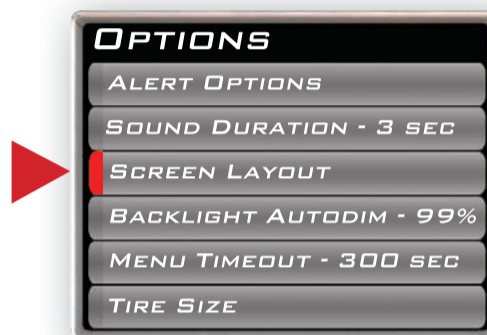 OPTIONS
ALERT OPTIONS
SOUND DURATION - 3 SEC
SCREEN LAYOUT
BACKLIGHT AUTODIM - 99%
MENU TIMEOUT - 300 SEC
TIRE SIZE